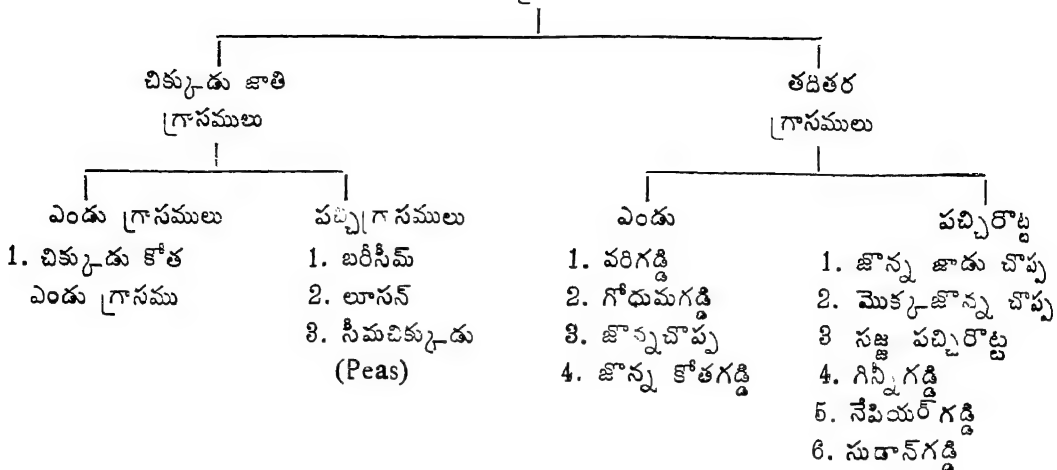 చిక్కుడు జాతి
గ్రాసములు
తదితర
గ్రాసములు
ఎండు గ్రాసములు
1. చిక్కుడు కోత
ఎండు గ్రాసము
పచ్చిగ్రాసములు
1. బరీసీమ్
2. లూసన్
3. సీమచిక్కుడు
(Peas)
ఎండు
1. వరిగడ్డి
2. గోధుమగడ్డి
3. జొన్నచొప్ప
4. జొన్న కోతగడ్డి
పచ్చిరొట్ట
1. జొన్న జాడు చొప్ప
2. మొక్కజొన్న చొప్ప
3 సజ్జ పచ్చిరొట్ట
4. గినీగడ్డి
5. నేపియర్ గడ్డి
6. సుడాన్‌గడ్డి